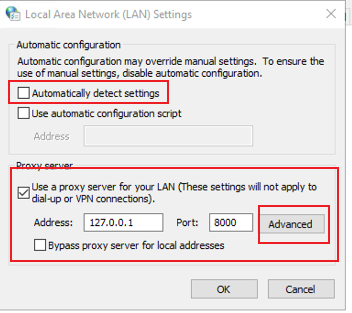 Local Area Network (LAN) Settings
Automatic configuration
Automatic configuration may override manual settings. To ensure the
use of manual settings, disable automatic configuration.
Automatically detect settings
Use automatic configuration script
Address
Proxy server
Use a proxy server for your LAN (These settings will not apply to
dial-up or VPN connections).
Address: 127.0.0.1 Port: 8000 Advanced
Bypass proxy server for local addresses
OK Cancel